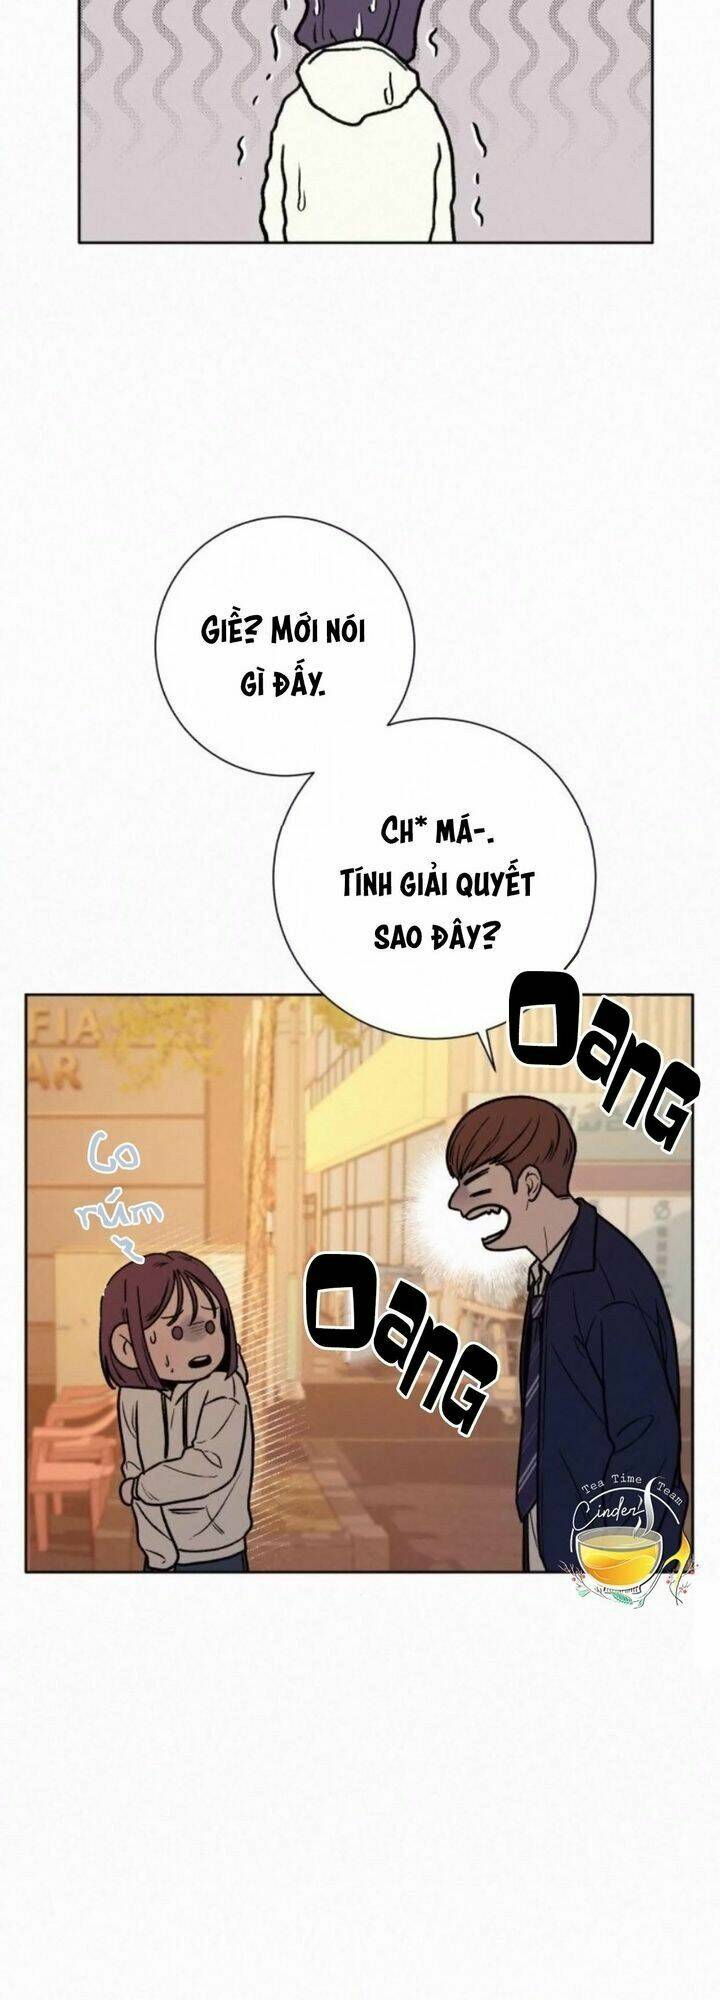 Giề? Mới nói
gì đấy.
Ch* má-.
Tính giải quyết
sao đây?
Oang
FIA
AR
Co
rúm
Oang
Tea Time Team
Cinder